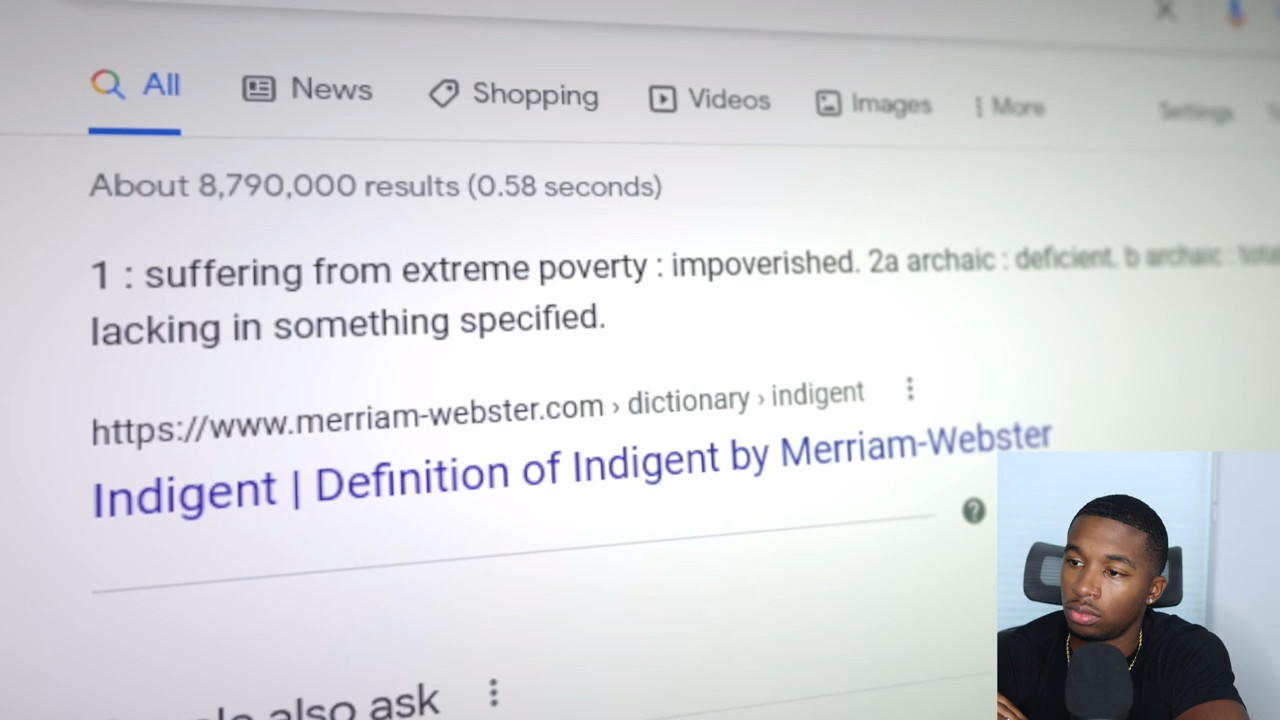 All News Shopping Videos Images More Settings
About 8,790,000 results (0.58 seconds)
1 : suffering from extreme poverty : impoverished. 2a archaic : deficient. b archaic :
lacking in something specified.
https://www.merriam-webster.com › dictionary › indigent
Indigent | Definition of Indigent by Merriam-Webster
also ask